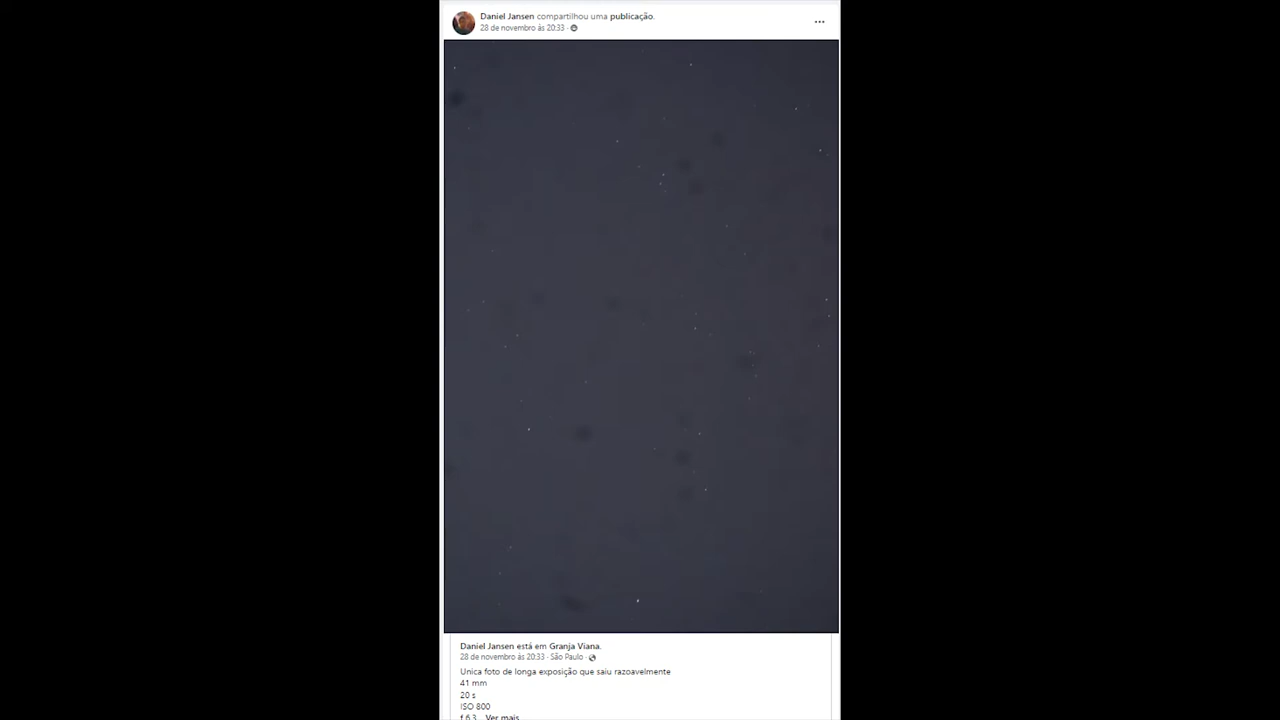 Daniel Jansen compartilhou uma publicação.
28 de novembro às 20:33 ·
Daniel Jansen está em Granja Viana.
28 de novembro às 20:33 · São Paulo ·
Unica foto de longa exposição que saiu razoavelmente
41 mm
20 s
ISO 800
f 6.3... Ver mais